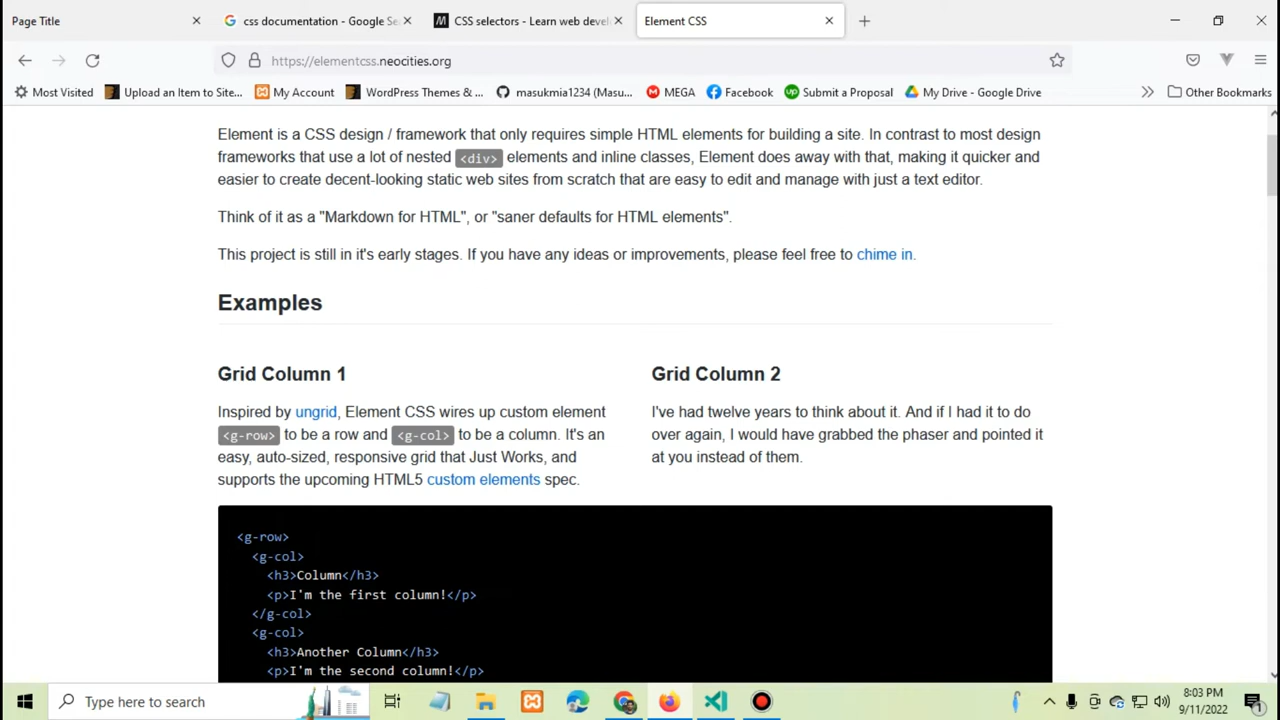 Page Title
css documentation - Google Se
CSS selectors - Learn web devel
Element CSS
https://elementcss.neocities.org
Most Visited
Upload an Item to Site...
My Account
WordPress Themes & ...
masukmia1234 (Masu...
MEGA
Facebook
Submit a Proposal
My Drive - Google Drive
Other Bookmarks
Element is a CSS design / framework that only requires simple HTML elements for building a site. In contrast to most design
frameworks that use a lot of nested <div> elements and inline classes, Element does away with that, making it quicker and
easier to create decent-looking static web sites from scratch that are easy to edit and manage with just a text editor.
Think of it as a "Markdown for HTML", or "saner defaults for HTML elements".
This project is still in it's early stages. If you have any ideas or improvements, please feel free to chime in.
Examples
Grid Column 1
Inspired by ungrid, Element CSS wires up custom element
<g-row> to be a row and <g-col> to be a column. It's an
easy, auto-sized, responsive grid that Just Works, and
supports the upcoming HTML5 custom elements spec.
Grid Column 2
I've had twelve years to think about it. And if I had it to do
over again, I would have grabbed the phaser and pointed it
at you instead of them.
<g-row>
<g-col>
<h3>Column</h3>
<p>I'm the first column!</p>
</g-col>
<g-col>
<h3>Another Column</h3>
<p>I'm the second column!</p>
Type here to search
8:03 PM
9/11/2022
1